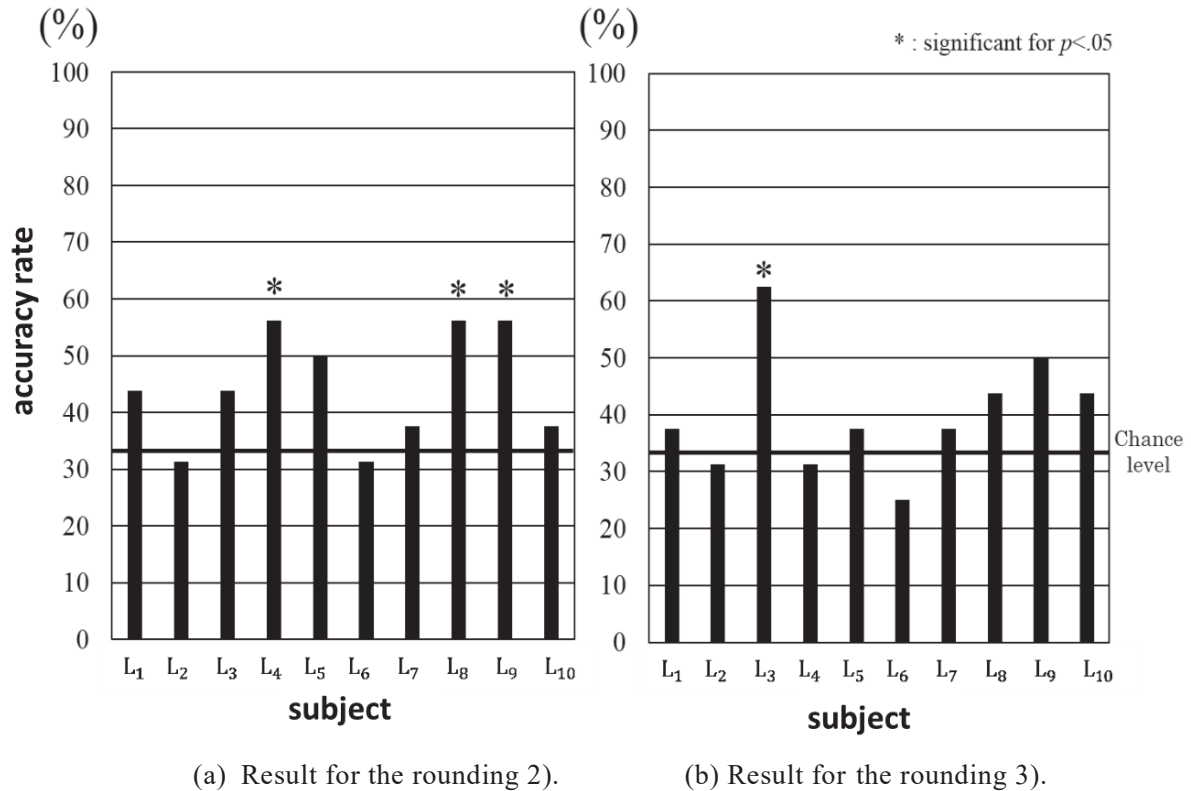 (%)
100
90
80
70
60
50
40
30
20
10
0
accuracy rate
* * *
L₁ L₂ L₃ L₄ L₅ L₆ L₇ L₈ L₉ L₁₀
subject
(a) Result for the rounding 2).
(%)
* : significant for p<.05
100
90
80
70
60
50
40
30
20
10
0
*
Chance
level
L₁ L₂ L₃ L₄ L₅ L₆ L₇ L₈ L₉ L₁₀
subject
(b) Result for the rounding 3).